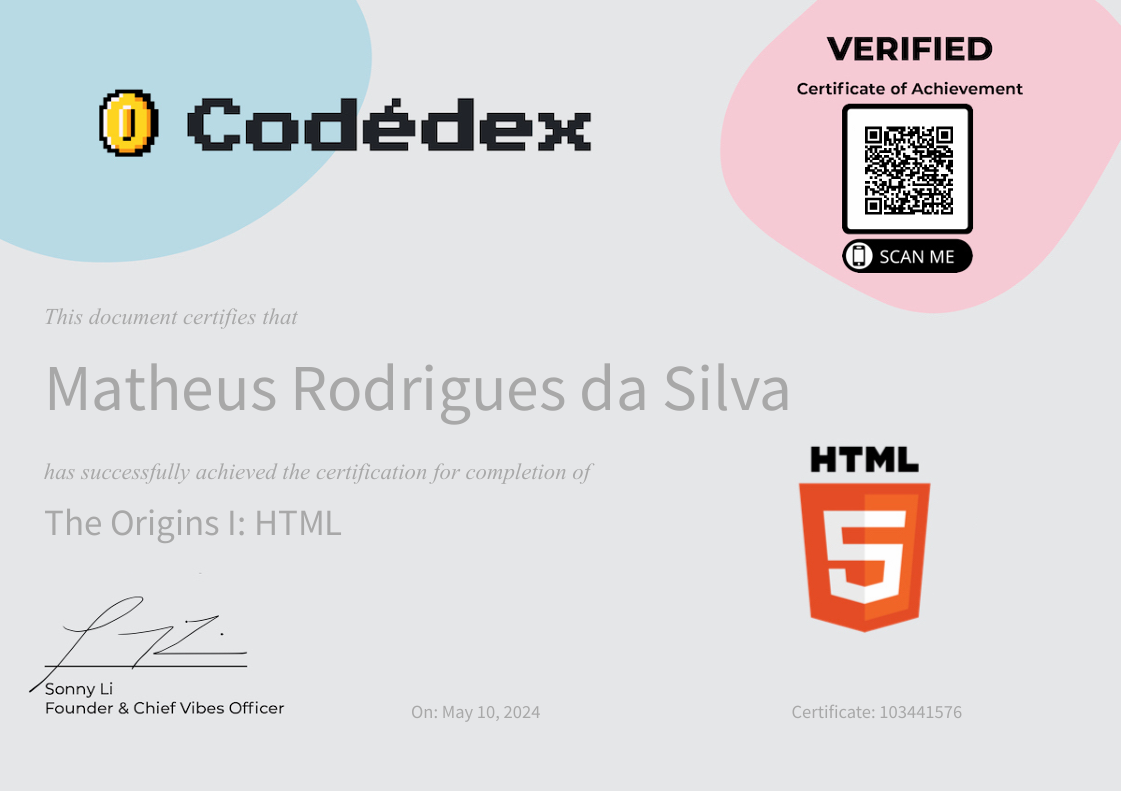 Codédex
VERIFIED
Certificate of Achievement
SCAN ME
This document certifies that
Matheus Rodrigues da Silva
has successfully achieved the certification for completion of
The Origins I: HTML
HTML
5
Sonny Li
Founder & Chief Vibes Officer
On: May 10, 2024
Certificate: 103441576